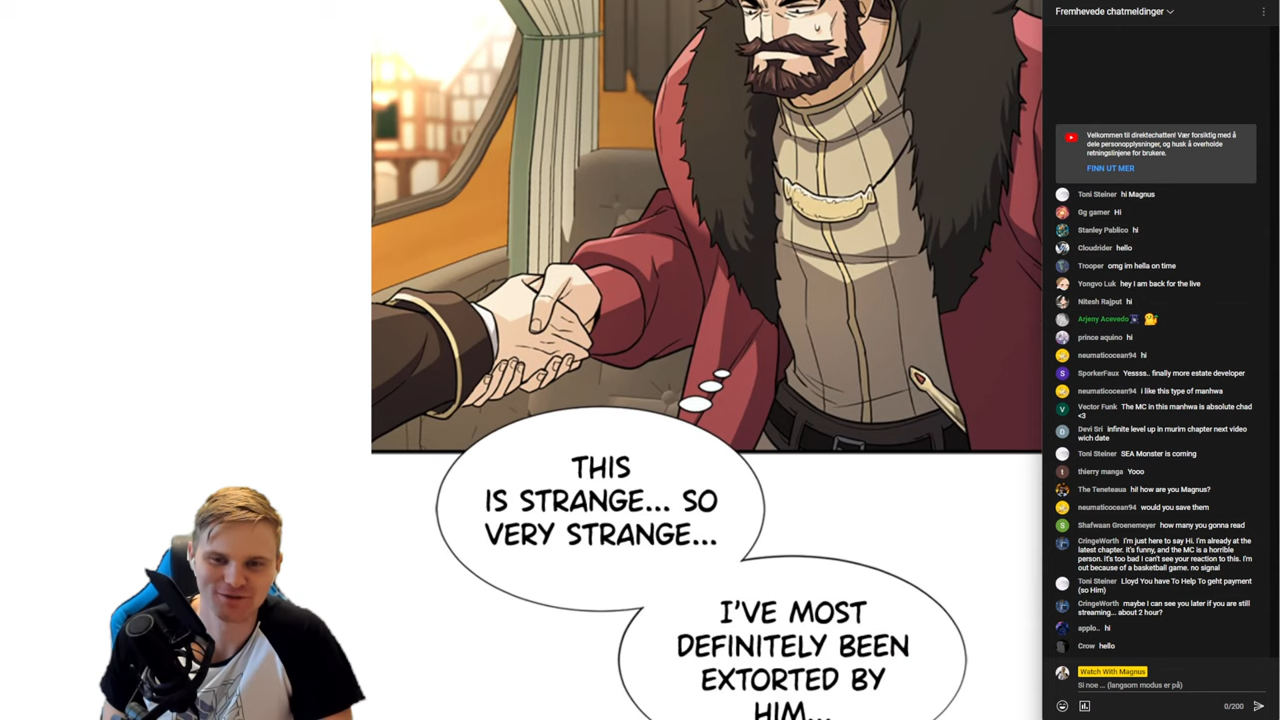 THIS
IS STRANGE... SO
VERY STRANGE...
I'VE MOST
DEFINITELY BEEN
EXTORTED BY
HIM...
Fremhevede chatmeldinger
Velkommen til direktechatten! Vær forsiktig med å
dele personopplysninger, og husk å overholde
retningslinjene for brukere.
FINN UT MER
Toni Steiner hi Magnus
Gg gamer Hi
Stanley Pablico hi
Cloudrider hello
Trooper omg im hella on time
Yongvo Luk hey I am back for the live
Nitesh Rajput hi
Arjeny Acevedo
prince aquino hi
neumaticocean94 hi
S
SporkerFaux Yessss.. finally more estate developer
neumaticocean94 i like this type of manhwa
V
Vector Funk The MC in this manhwa is absolute chad
<3
D
Devi Sri infinite level up in murim chapter next video
wich date
Toni Steiner SEA Monster is coming
t
thierry manga Yooo
The Teneteaua hi! how are you Magnus?
neumaticocean94 would you save them
S
Shafwaan Groenemeyer how many you gonna read
CringeWorth I'm just here to say Hi. I'm already at the
latest chapter. it's funny, and the MC is a horrible
person. it's too bad I can't see your reaction to this. I'm
out because of a basketball game. no signal
Toni Steiner Lloyd You have To Help To geht payment
(so Him)
CringeWorth maybe I can see you later if you are still
streaming... about 2 hour?
applo.. hi
Crow hello
Watch With Magnus
Si noe ... (langsom modus er på)
0/200